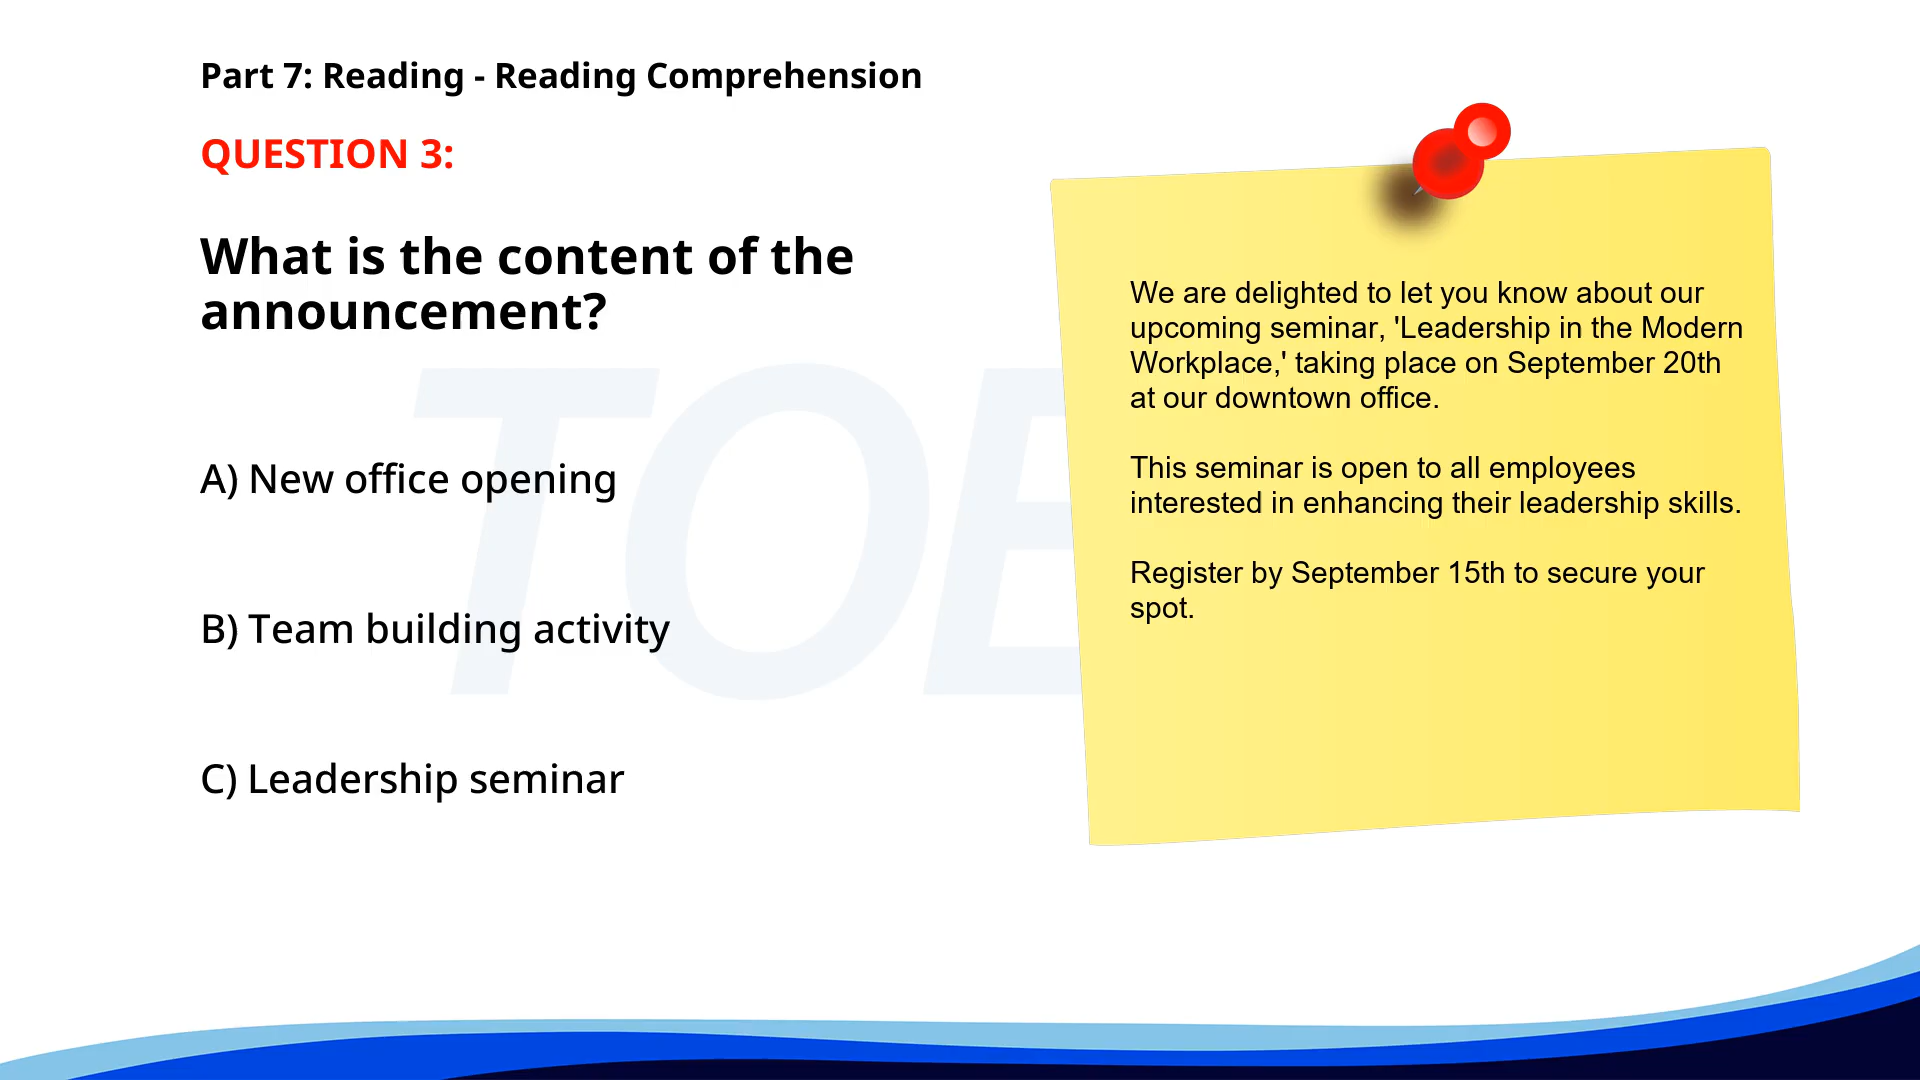 Part 7: Reading - Reading Comprehension
QUESTION 3:
What is the content of the
announcement?
A) New office opening
B) Team building activity
C) Leadership seminar
We are delighted to let you know about our
upcoming seminar, 'Leadership in the Modern
Workplace,' taking place on September 20th
at our downtown office.
This seminar is open to all employees
interested in enhancing their leadership skills.
Register by September 15th to secure your
spot.
TOE